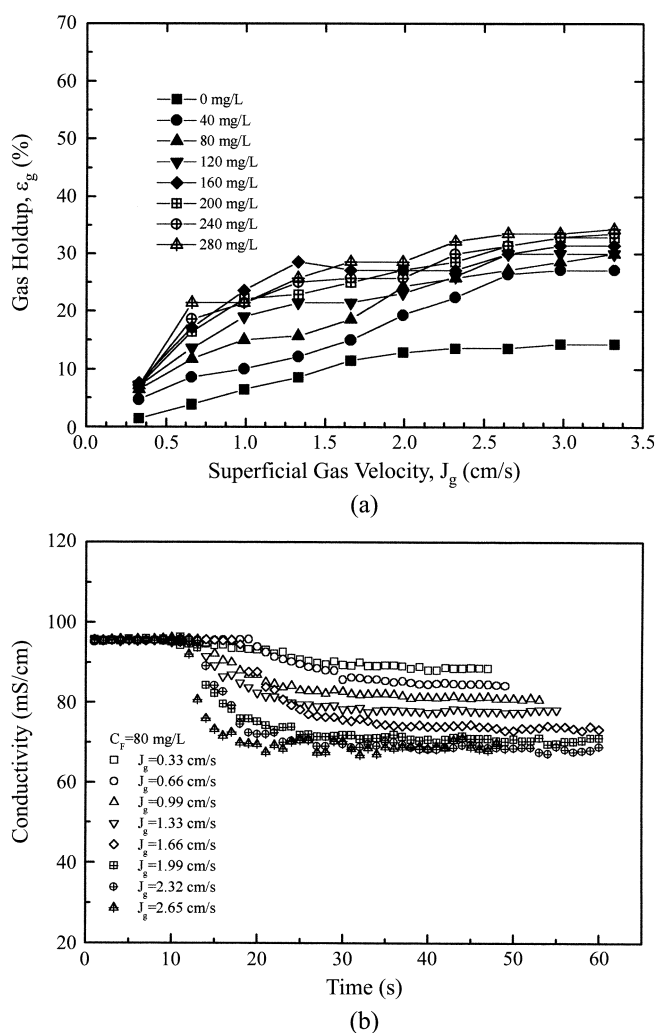 70
60
50
40
30
20
10
0
Gas Holdup, εg (%)
0 mg/L
40 mg/L
80 mg/L
120 mg/L
160 mg/L
200 mg/L
240 mg/L
280 mg/L
0.0 0.5 1.0 1.5 2.0 2.5 3.0 3.5
Superficial Gas Velocity, Jg (cm/s)
(a)
120
100
80
60
40
20
Conductivity (mS/cm)
CF=80 mg/L
Jg=0.33 cm/s
Jg=0.66 cm/s
Jg=0.99 cm/s
Jg=1.33 cm/s
Jg=1.66 cm/s
Jg=1.99 cm/s
Jg=2.32 cm/s
Jg=2.65 cm/s
0 10 20 30 40 50 60
Time (s)
(b)